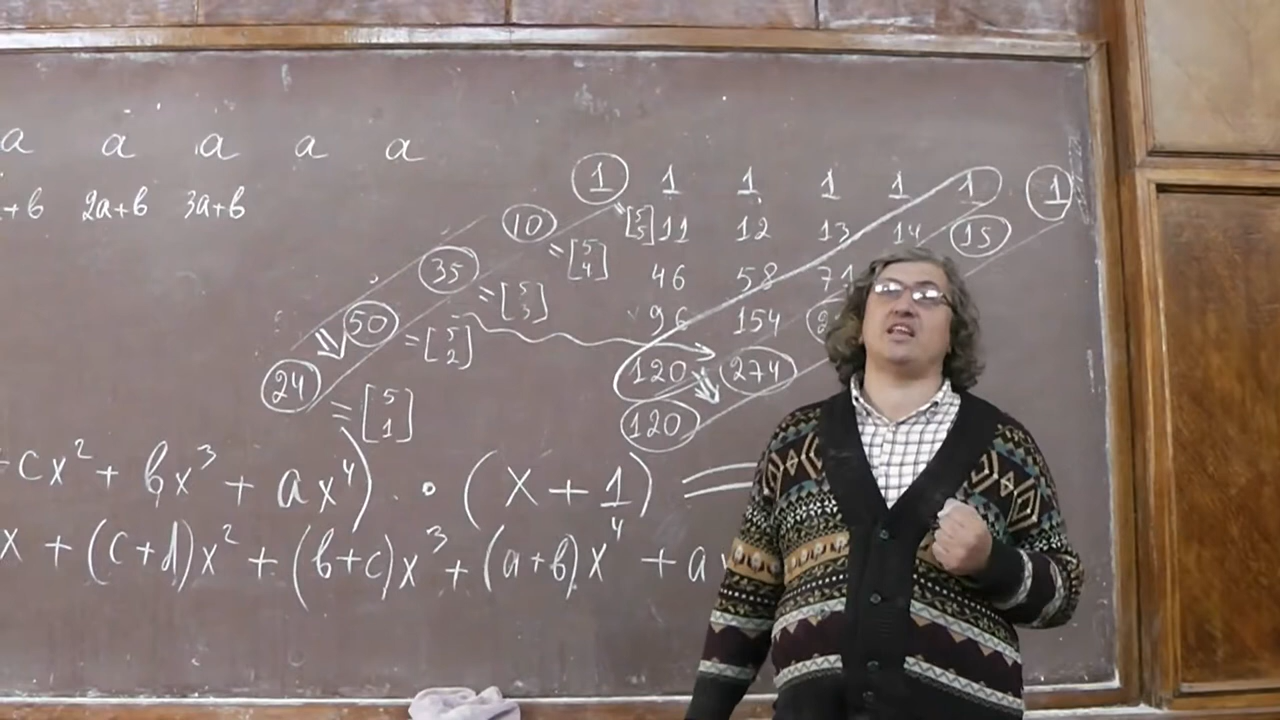 a a a a a
+b 2a+b 3a+b
1 1 1 1 1 1 1
10 [5 5] 11 12 13 14 15
35 = [5 4] 46 58 71
50 = [5 3] 96 154
24 = [5 2] 120 274
= [5 1] 120
+ cx² + bx³ + ax⁴) · (x + 1) =
x + (c+d)x² + (b+c)x³ + (a+b)x⁴ + a